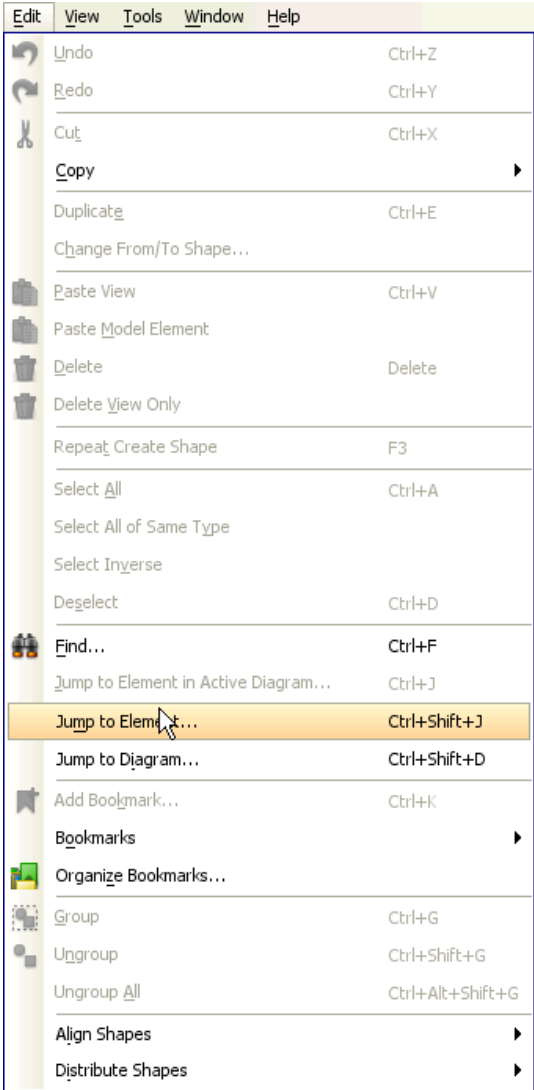 Edit View Tools Window Help
Undo Ctrl+Z
Redo Ctrl+Y
Cut Ctrl+X
Copy
Duplicate Ctrl+E
Change From/To Shape...
Paste View Ctrl+V
Paste Model Element
Delete Delete
Delete View Only
Repeat Create Shape F3
Select All Ctrl+A
Select All of Same Type
Select Inverse
Deselect Ctrl+D
Find... Ctrl+F
Jump to Element in Active Diagram... Ctrl+J
Jump to Element... Ctrl+Shift+J
Jump to Diagram... Ctrl+Shift+D
Add Bookmark... Ctrl+K
Bookmarks
Organize Bookmarks...
Group Ctrl+G
Ungroup Ctrl+Shift+G
Ungroup All Ctrl+Alt+Shift+G
Align Shapes
Distribute Shapes